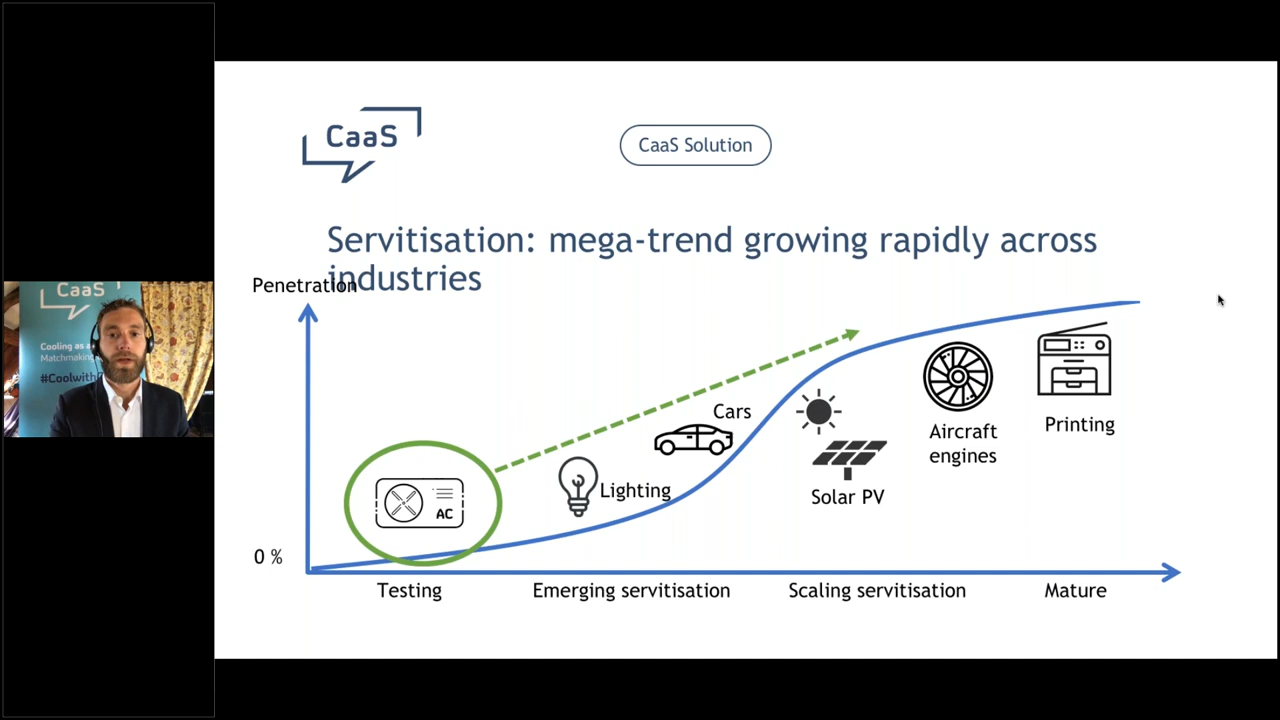 CaaS
CaaS Solution
Servitisation: mega-trend growing rapidly across
industries
Penetration
CaaS
Cooling as a
Matchmaking
#Coolwith
Cars
Aircraft
engines
Printing
AC
Lighting
Solar PV
0 %
Testing
Emerging servitisation
Scaling servitisation
Mature